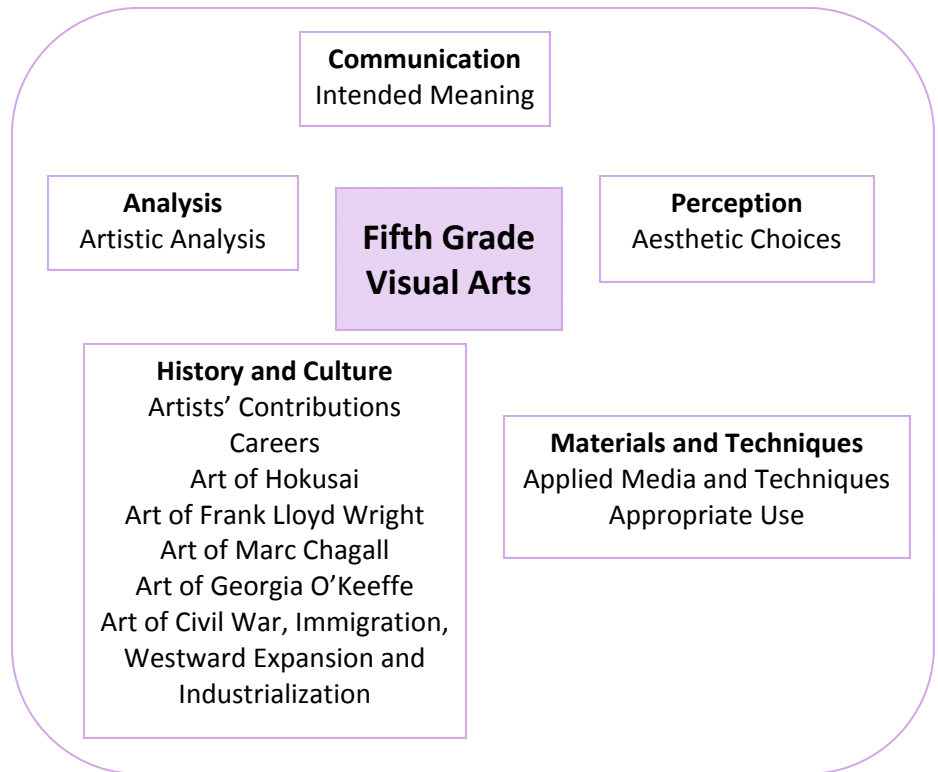 Communication
Intended Meaning
Analysis
Artistic Analysis
Fifth Grade
Visual Arts
Perception
Aesthetic Choices
History and Culture
Artists’ Contributions
Careers
Art of Hokusai
Art of Frank Lloyd Wright
Art of Marc Chagall
Art of Georgia O’Keeffe
Art of Civil War, Immigration,
Westward Expansion and
Industrialization
Materials and Techniques
Applied Media and Techniques
Appropriate Use